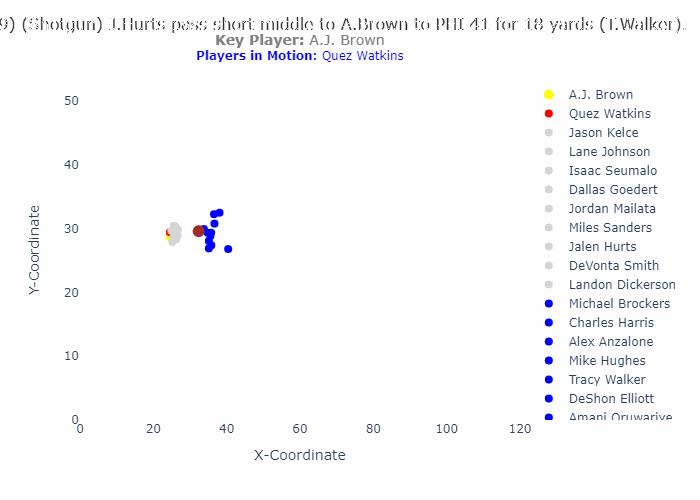 9) (Shotgun) J.Hurts pass short middle to A.Brown to PHI 41 for 18 yards (T.Walker).
Key Player: A.J. Brown
Players in Motion: Quez Watkins
50
40
30
20
10
0
Y-Coordinate
0 20 40 60 80 100 120
X-Coordinate
A.J. Brown
Quez Watkins
Jason Kelce
Lane Johnson
Isaac Seumalo
Dallas Goedert
Jordan Mailata
Miles Sanders
Jalen Hurts
DeVonta Smith
Landon Dickerson
Michael Brockers
Charles Harris
Alex Anzalone
Mike Hughes
Tracy Walker
DeShon Elliott
Amani Oruwariye